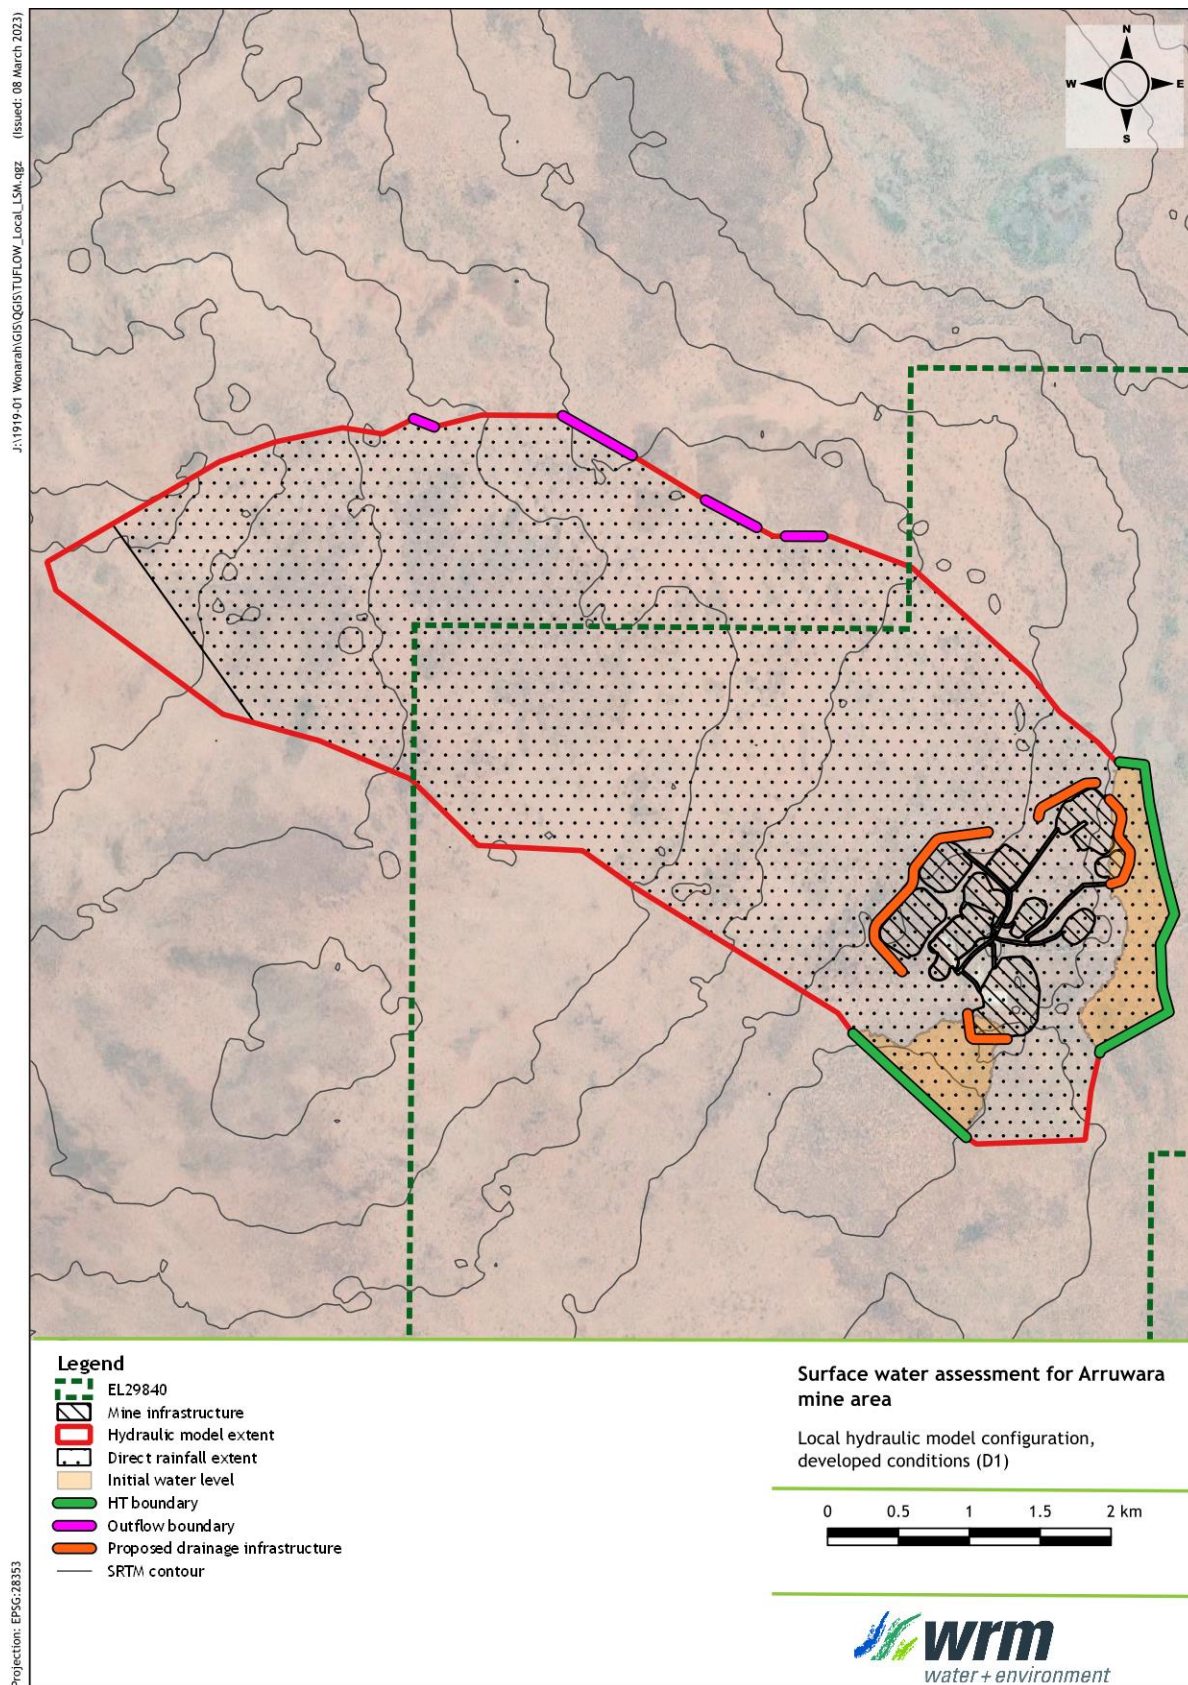 J:\1919-01 Wonarah\GIS\QGIS\TUFLOW_Local_LSM.qgz (Issued: 08 March 2023)
N
W E
S
Legend
EL29840
Mine infrastructure
Hydraulic model extent
Direct rainfall extent
Initial water level
HT boundary
Outflow boundary
Proposed drainage infrastructure
SRTM contour
Surface water assessment for Arruwara
mine area
Local hydraulic model configuration,
developed conditions (D1)
0 0.5 1 1.5 2 km
Projection: EPSG:28353
wrm
water + environment